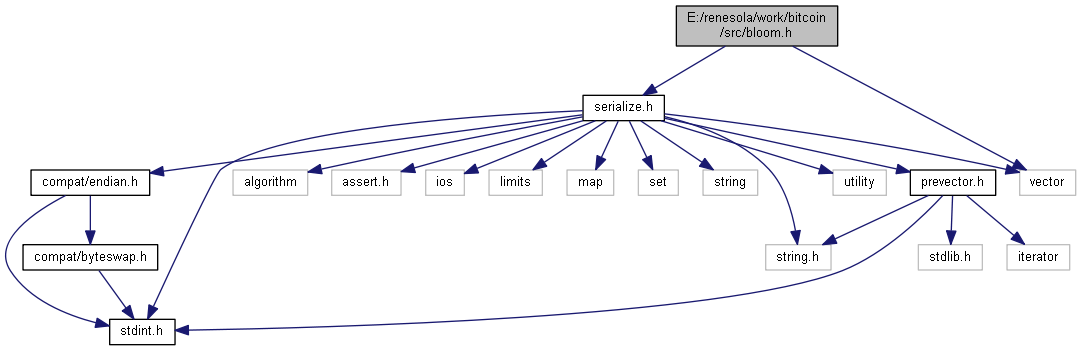 E:/renesola/work/bitcoin
/src/bloom.h
serialize.h
compat/endian.h
algorithm
assert.h
ios
limits
map
set
string
utility
prevector.h
vector
compat/byteswap.h
string.h
stdlib.h
iterator
stdint.h